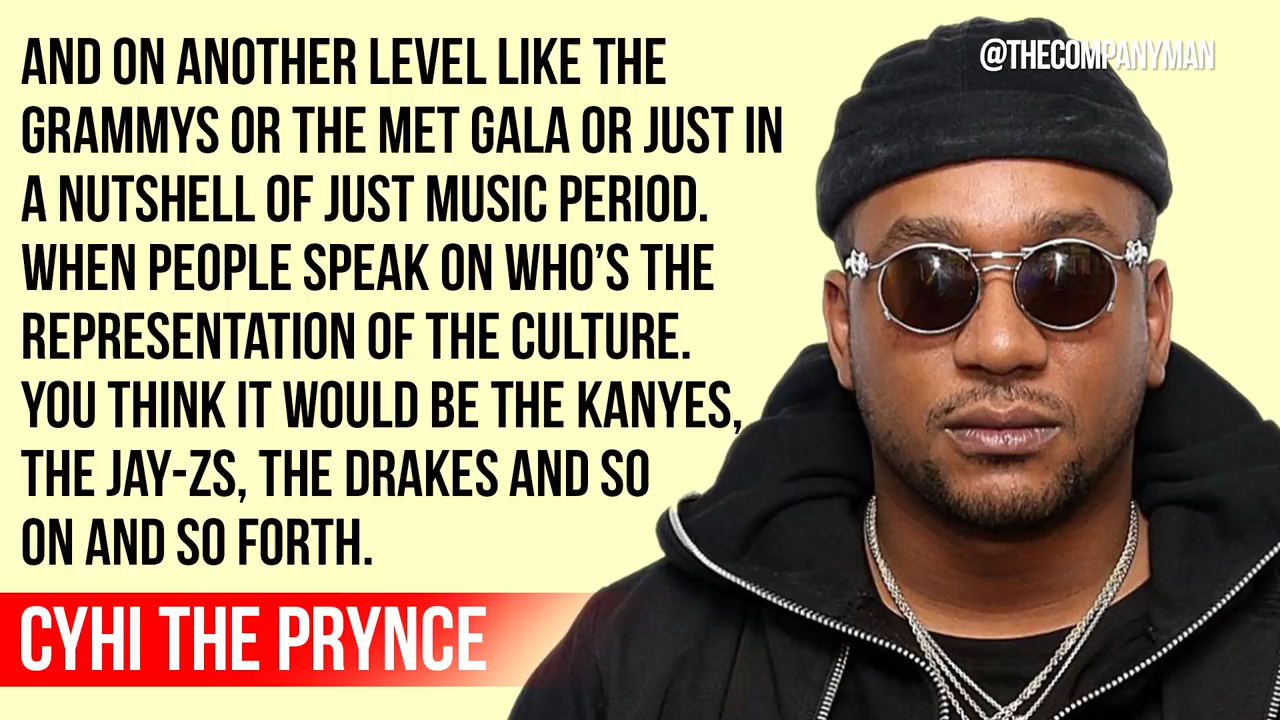 @THECOMPANYMAN
AND ON ANOTHER LEVEL LIKE THE
GRAMMYS OR THE MET GALA OR JUST IN
A NUTSHELL OF JUST MUSIC PERIOD.
WHEN PEOPLE SPEAK ON WHO’S THE
REPRESENTATION OF THE CULTURE.
YOU THINK IT WOULD BE THE KANYES,
THE JAY-ZS, THE DRAKES AND SO
ON AND SO FORTH.
CYHI THE PRYNCE